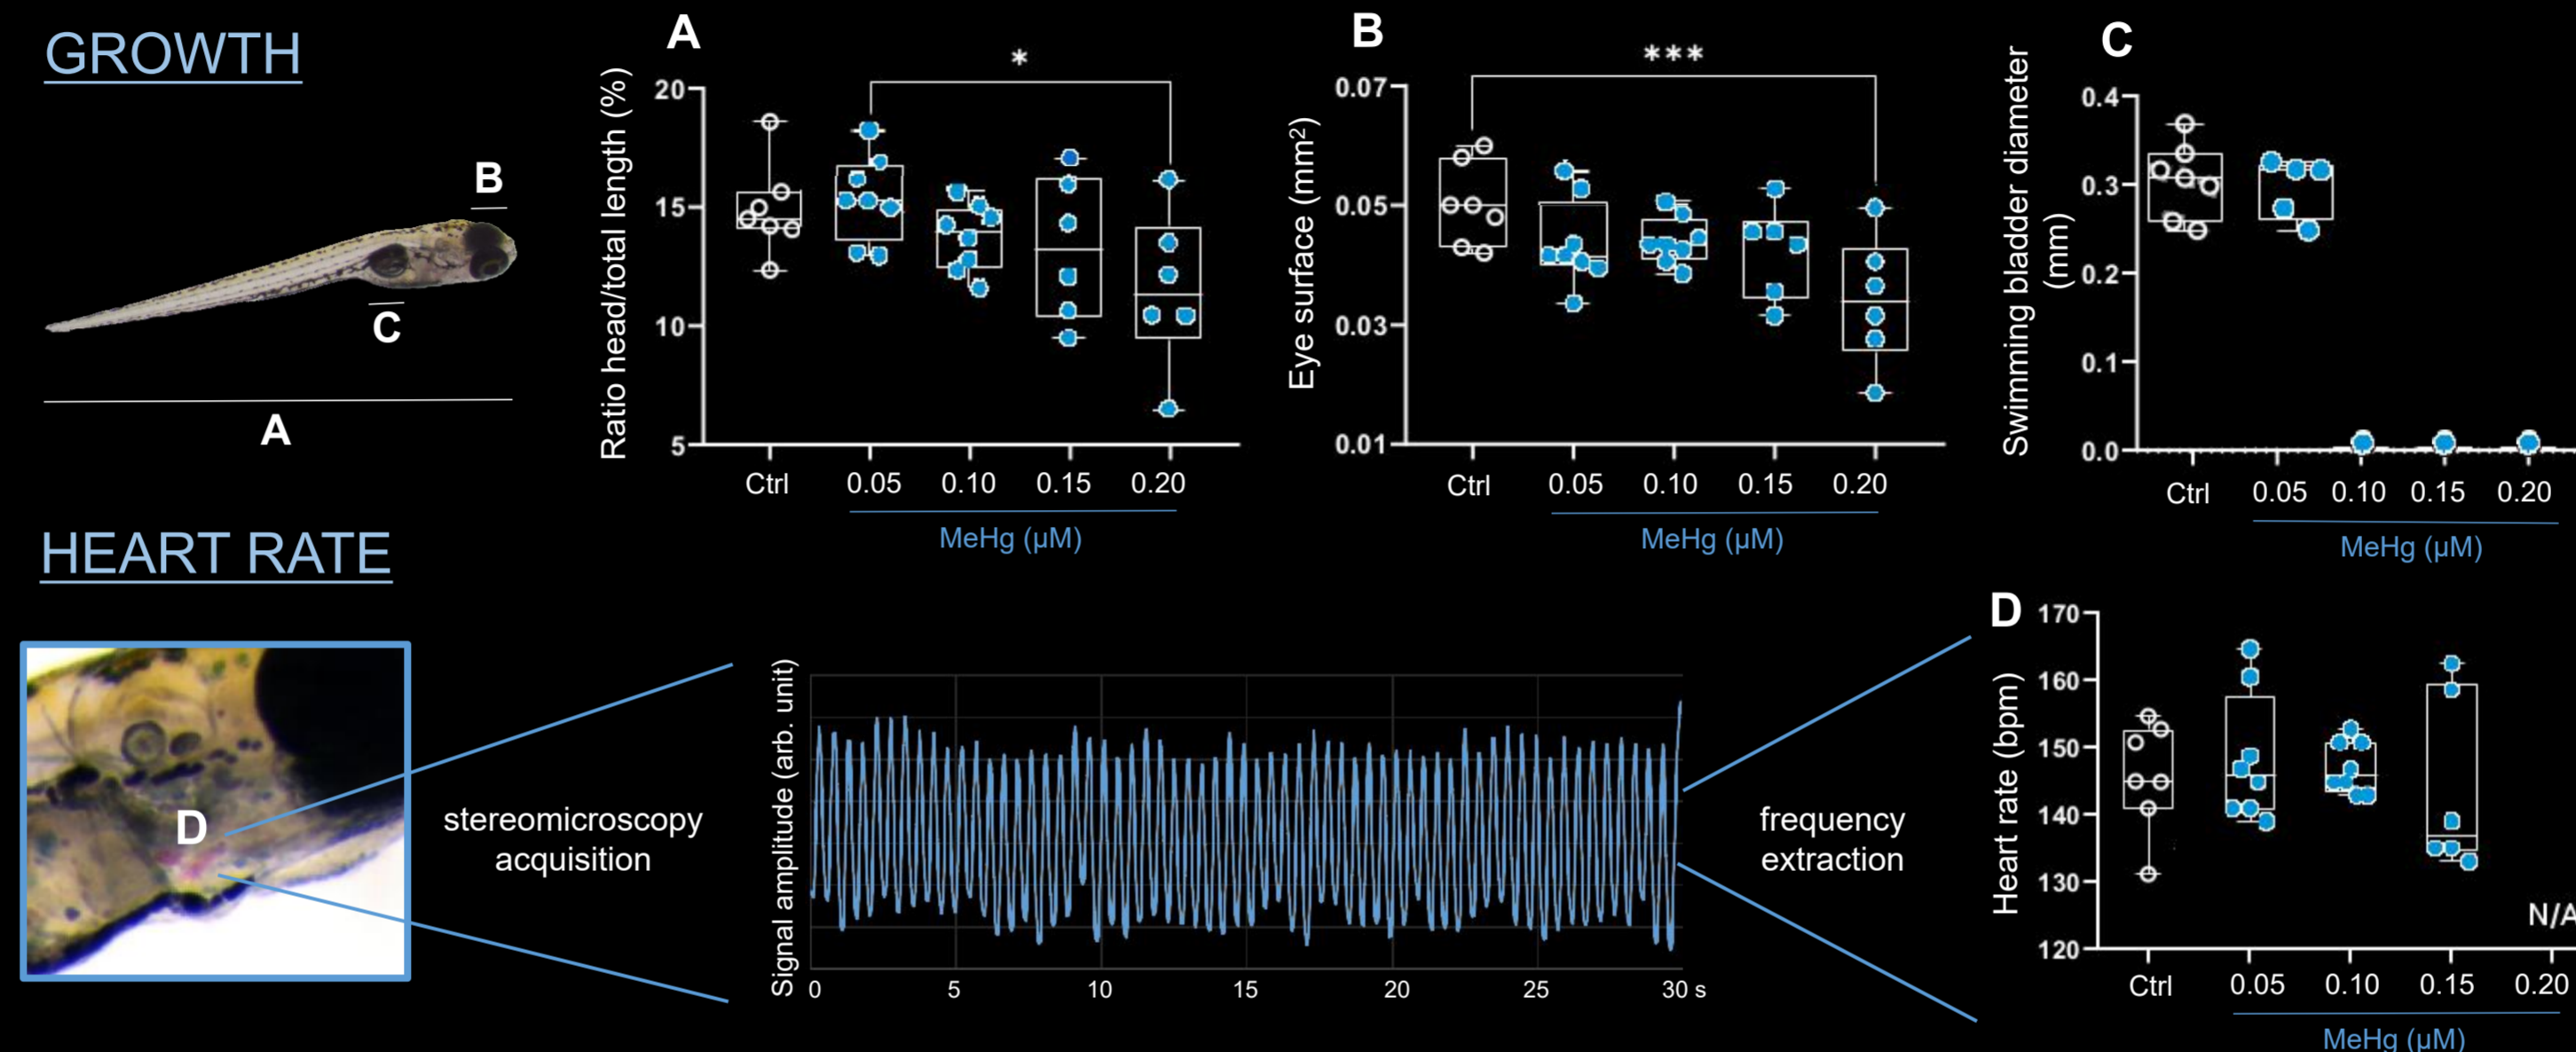 GROWTH
B
C
A
A
Ratio head/total length (%)
20
15
10
5
*
Ctrl 0.05 0.10 0.15 0.20
MeHg (µM)
B
Eye surface (mm²)
0.07
0.05
0.03
0.01
***
Ctrl 0.05 0.10 0.15 0.20
MeHg (µM)
C
Swimming bladder diameter
(mm)
0.4
0.3
0.2
0.1
0.0
Ctrl 0.05 0.10 0.15 0.20
MeHg (µM)
HEART RATE
D
stereomicroscopy
acquisition
Signal amplitude (arb. unit)
0 5 10 15 20 25 30 s
frequency
extraction
D
Heart rate (bpm)
170
160
150
140
130
120
N/A
Ctrl 0.05 0.10 0.15 0.20
MeHg (µM)